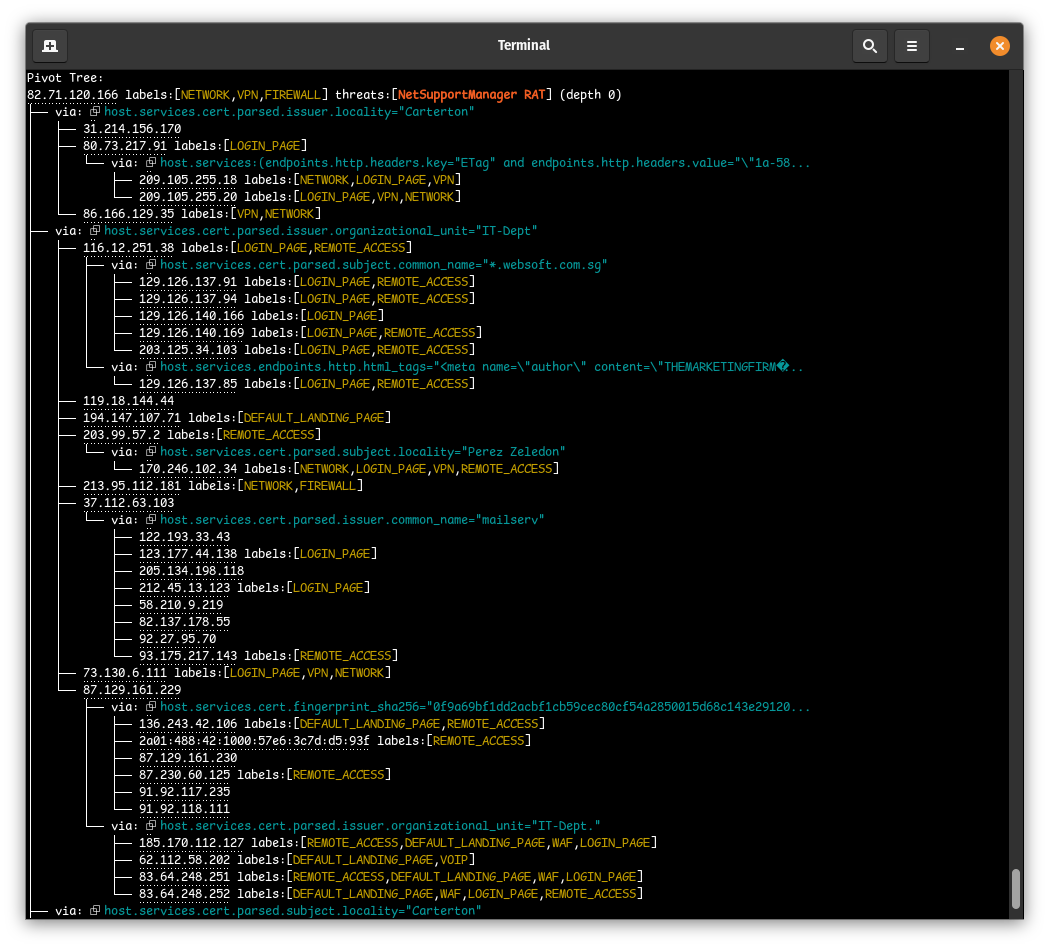 Terminal
Pivot Tree:
82.71.120.166 labels:[NETWORK,VPN,FIREWALL] threats:[NetSupportManager RAT] (depth 0)
├── via: host.services.cert.parsed.issuer.locality="Carterton"
│   ├── 31.214.156.170
│   ├── 80.73.217.91 labels:[LOGIN_PAGE]
│   │   └── via: host.services:(endpoints.http.headers.key="ETag" and endpoints.http.headers.value="\"1a-58...
│   │       ├── 209.105.255.18 labels:[NETWORK,LOGIN_PAGE,VPN]
│   │       └── 209.105.255.20 labels:[LOGIN_PAGE,VPN,NETWORK]
│   └── 86.166.129.35 labels:[VPN,NETWORK]
├── via: host.services.cert.parsed.issuer.organizational_unit="IT-Dept"
│   ├── 116.12.251.38 labels:[LOGIN_PAGE,REMOTE_ACCESS]
│   │   ├── via: host.services.cert.parsed.subject.common_name="*.websoft.com.sg"
│   │   │   ├── 129.126.137.91 labels:[LOGIN_PAGE,REMOTE_ACCESS]
│   │   │   ├── 129.126.137.94 labels:[LOGIN_PAGE,REMOTE_ACCESS]
│   │   │   ├── 129.126.140.166 labels:[LOGIN_PAGE]
│   │   │   ├── 129.126.140.169 labels:[LOGIN_PAGE,REMOTE_ACCESS]
│   │   │   └── 203.125.34.103 labels:[LOGIN_PAGE,REMOTE_ACCESS]
│   │   └── via: host.services.endpoints.http.html_tags="<meta name=\"author\" content=\"THEMARKETINGFIRM�..
│   │       └── 129.126.137.85 labels:[LOGIN_PAGE,REMOTE_ACCESS]
│   ├── 119.18.144.44
│   ├── 194.147.107.71 labels:[DEFAULT_LANDING_PAGE]
│   ├── 203.99.57.2 labels:[REMOTE_ACCESS]
│   │   └── via: host.services.cert.parsed.subject.locality="Perez Zeledon"
│   │       └── 170.246.102.34 labels:[NETWORK,LOGIN_PAGE,VPN,REMOTE_ACCESS]
│   ├── 213.95.112.181 labels:[NETWORK,FIREWALL]
│   ├── 37.112.63.103
│   │   └── via: host.services.cert.parsed.issuer.common_name="mailserv"
│   │       ├── 122.193.33.43
│   │       ├── 123.177.44.138 labels:[LOGIN_PAGE]
│   │       ├── 205.134.198.118
│   │       ├── 212.45.13.123 labels:[LOGIN_PAGE]
│   │       ├── 58.210.9.219
│   │       ├── 82.137.178.55
│   │       ├── 92.27.95.70
│   │       └── 93.175.217.143 labels:[REMOTE_ACCESS]
│   ├── 73.130.6.111 labels:[LOGIN_PAGE,VPN,NETWORK]
│   └── 87.129.161.229
│       ├── via: host.services.cert.fingerprint_sha256="0f9a69bf1dd2acbf1cb59cec80cf54a2850015d68c143e29120...
│       │   ├── 136.243.42.106 labels:[DEFAULT_LANDING_PAGE,REMOTE_ACCESS]
│       │   ├── 2a01:488:42:1000:57e6:3c7d:d5:93f labels:[REMOTE_ACCESS]
│       │   ├── 87.129.161.230
│       │   ├── 87.230.60.125 labels:[REMOTE_ACCESS]
│       │   ├── 91.92.117.235
│       │   └── 91.92.118.111
│       └── via: host.services.cert.parsed.issuer.organizational_unit="IT-Dept."
│           ├── 185.170.112.127 labels:[REMOTE_ACCESS,DEFAULT_LANDING_PAGE,WAF,LOGIN_PAGE]
│           ├── 62.112.58.202 labels:[DEFAULT_LANDING_PAGE,VOIP]
│           ├── 83.64.248.251 labels:[REMOTE_ACCESS,DEFAULT_LANDING_PAGE,WAF,LOGIN_PAGE]
│           └── 83.64.248.252 labels:[DEFAULT_LANDING_PAGE,WAF,LOGIN_PAGE,REMOTE_ACCESS]
├── via: host.services.cert.parsed.subject.locality="Carterton"